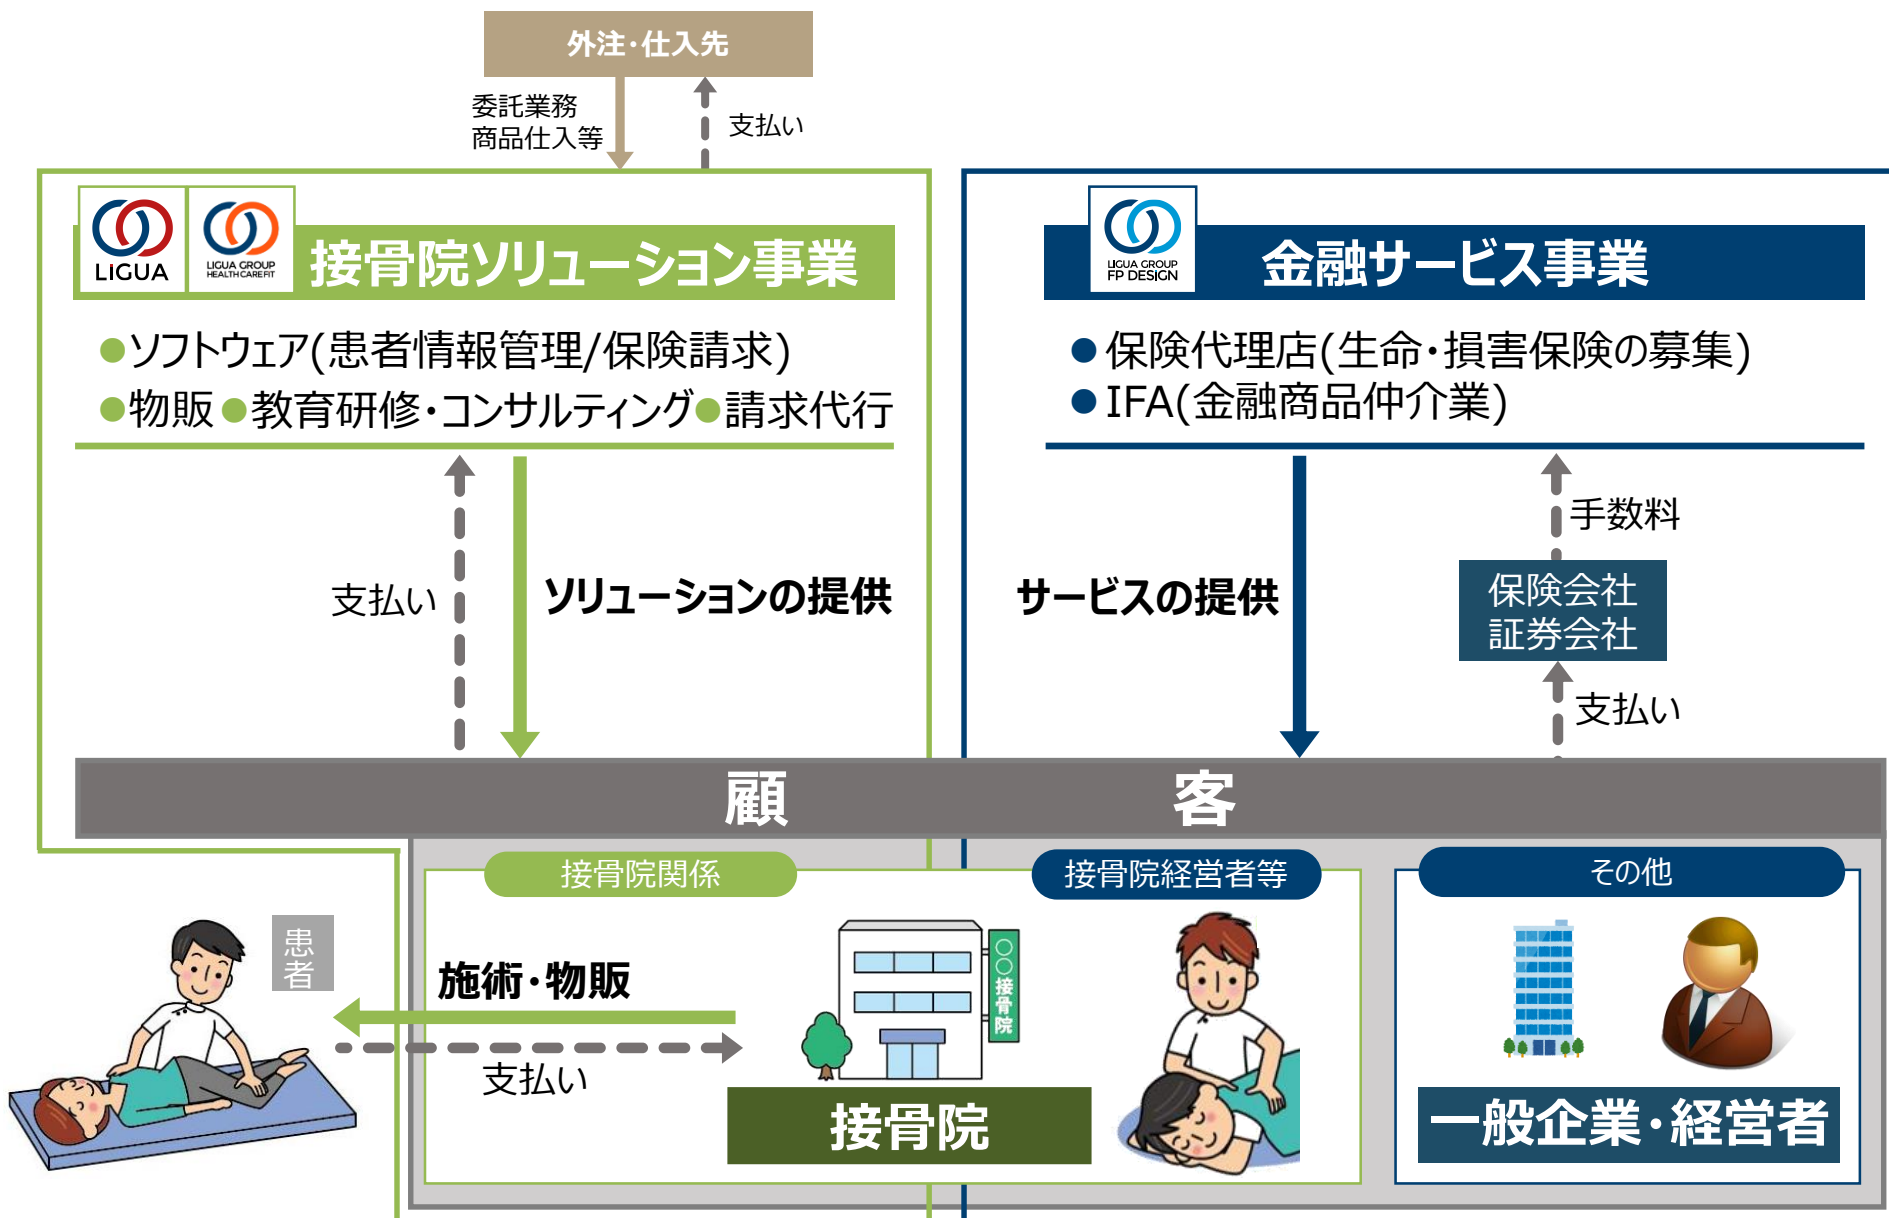 外注・仕入先
委託業務
商品仕入等
支払い
LIGUA
LIGUA GROUP
HEALTHCAREFIT
接骨院ソリューション事業
●ソフトウェア(患者情報管理/保険請求)
●物販 ●教育研修・コンサルティング●請求代行
LIGUA GROUP
FP DESIGN
金融サービス事業
●保険代理店(生命・損害保険の募集)
●IFA(金融商品仲介業)
支払い
ソリューションの提供
サービスの提供
手数料
保険会社
証券会社
支払い
顧客
接骨院関係
接骨院経営者等
その他
患者
施術・物販
支払い
〇〇接骨院
接骨院
一般企業・経営者